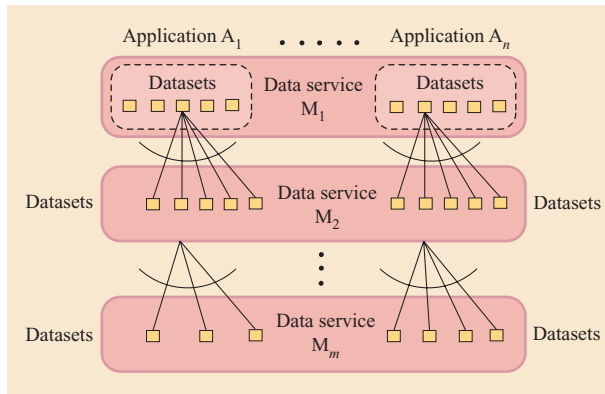 Application A1 Application An
Datasets Datasets
Data service
M1
Datasets Data service Datasets
M2
Datasets Data service Datasets
Mm